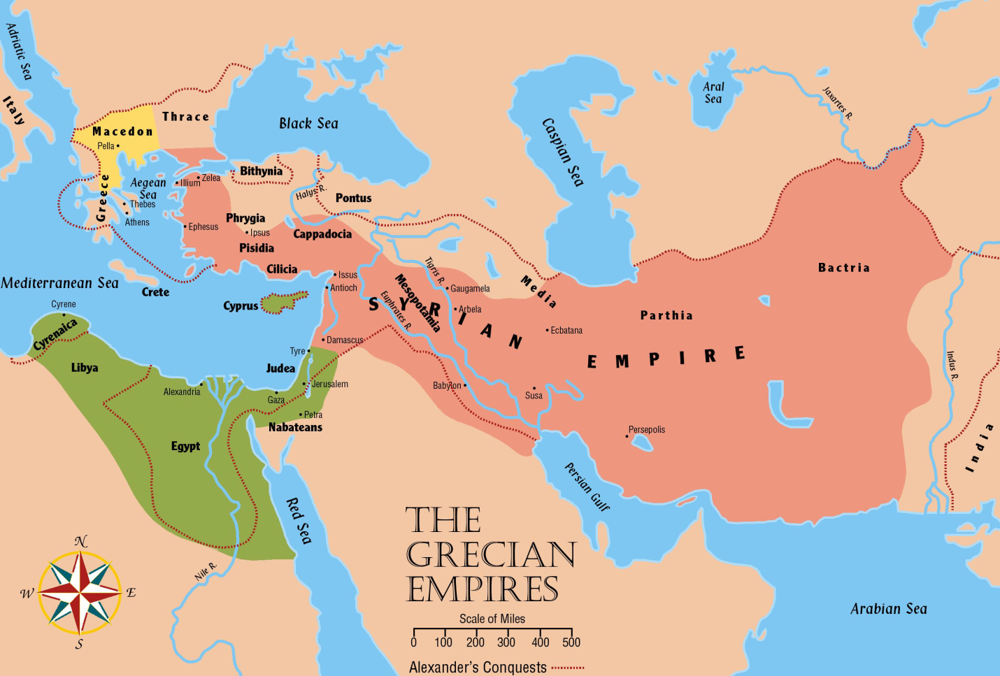 Adriatic Sea
Italy
Macedon
Pella
Thrace
Black Sea
Caspian Sea
Aral
Sea
Jaxartes R.
Greece
Aegean
Sea
Illium
Zelea
Bithynia
Halys R.
Pontus
Thebes
Athens
Ephesus
Phrygia
Ipsus
Pisidia
Cappadocia
Cilicia
Issus
Antioch
Tigris R.
Mesopotamia
Euphrates R.
Gaugamela
Arbela
Media
Bactria
Parthia
Ecbatana
SYRIAN EMPIRE
Mediterranean Sea
Crete
Cyprus
Cyrene
Cyrenaica
Libya
Damascus
Tyre
Judea
Jerusalem
Alexandria
Gaza
Petra
Nabateans
Egypt
Babylon
Susa
Persepolis
Indus R.
India
Persian Gulf
Red Sea
Nile R.
Arabian Sea
N
W
E
S
THE
GRECIAN
EMPIRES
Scale of Miles
0 100 200 300 400 500
Alexander's Conquests